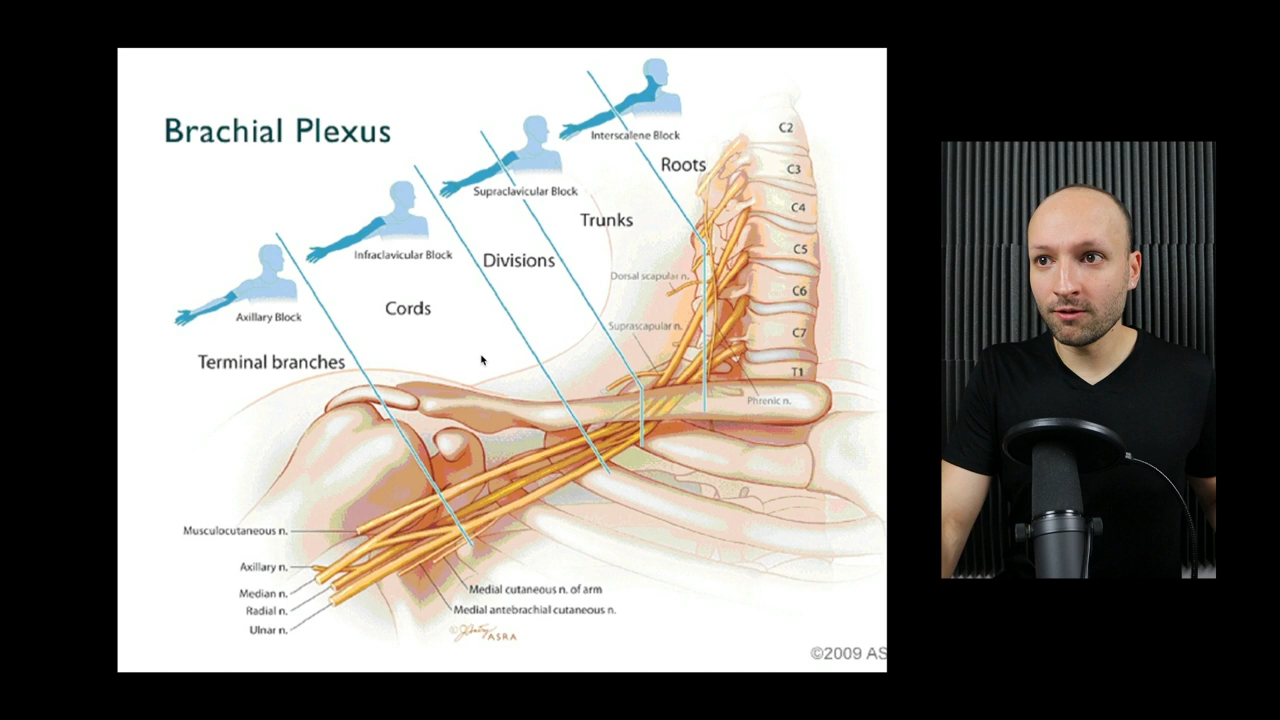 Brachial Plexus
Interscalene Block
Roots
Supraclavicular Block
Trunks
Infraclavicular Block
Divisions
Axillary Block
Cords
Terminal branches
C2
C3
C4
C5
C6
C7
T1
Dorsal scapular n.
Suprascapular n.
Phrenic n.
Musculocutaneous n.
Axillary n.
Median n.
Radial n.
Ulnar n.
Medial cutaneous n. of arm
Medial antebrachial cutaneous n.
ASRA
©2009 AS